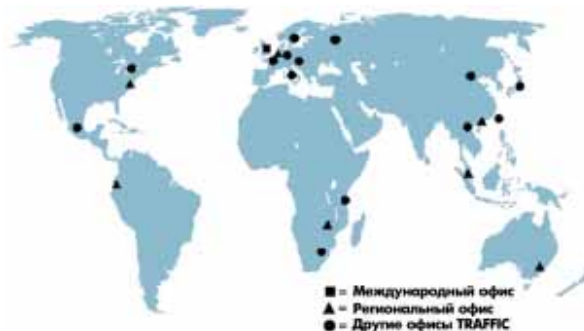 ■ = Международный офис
▲ = Региональный офис
● = Другие офисы TRAFFIC